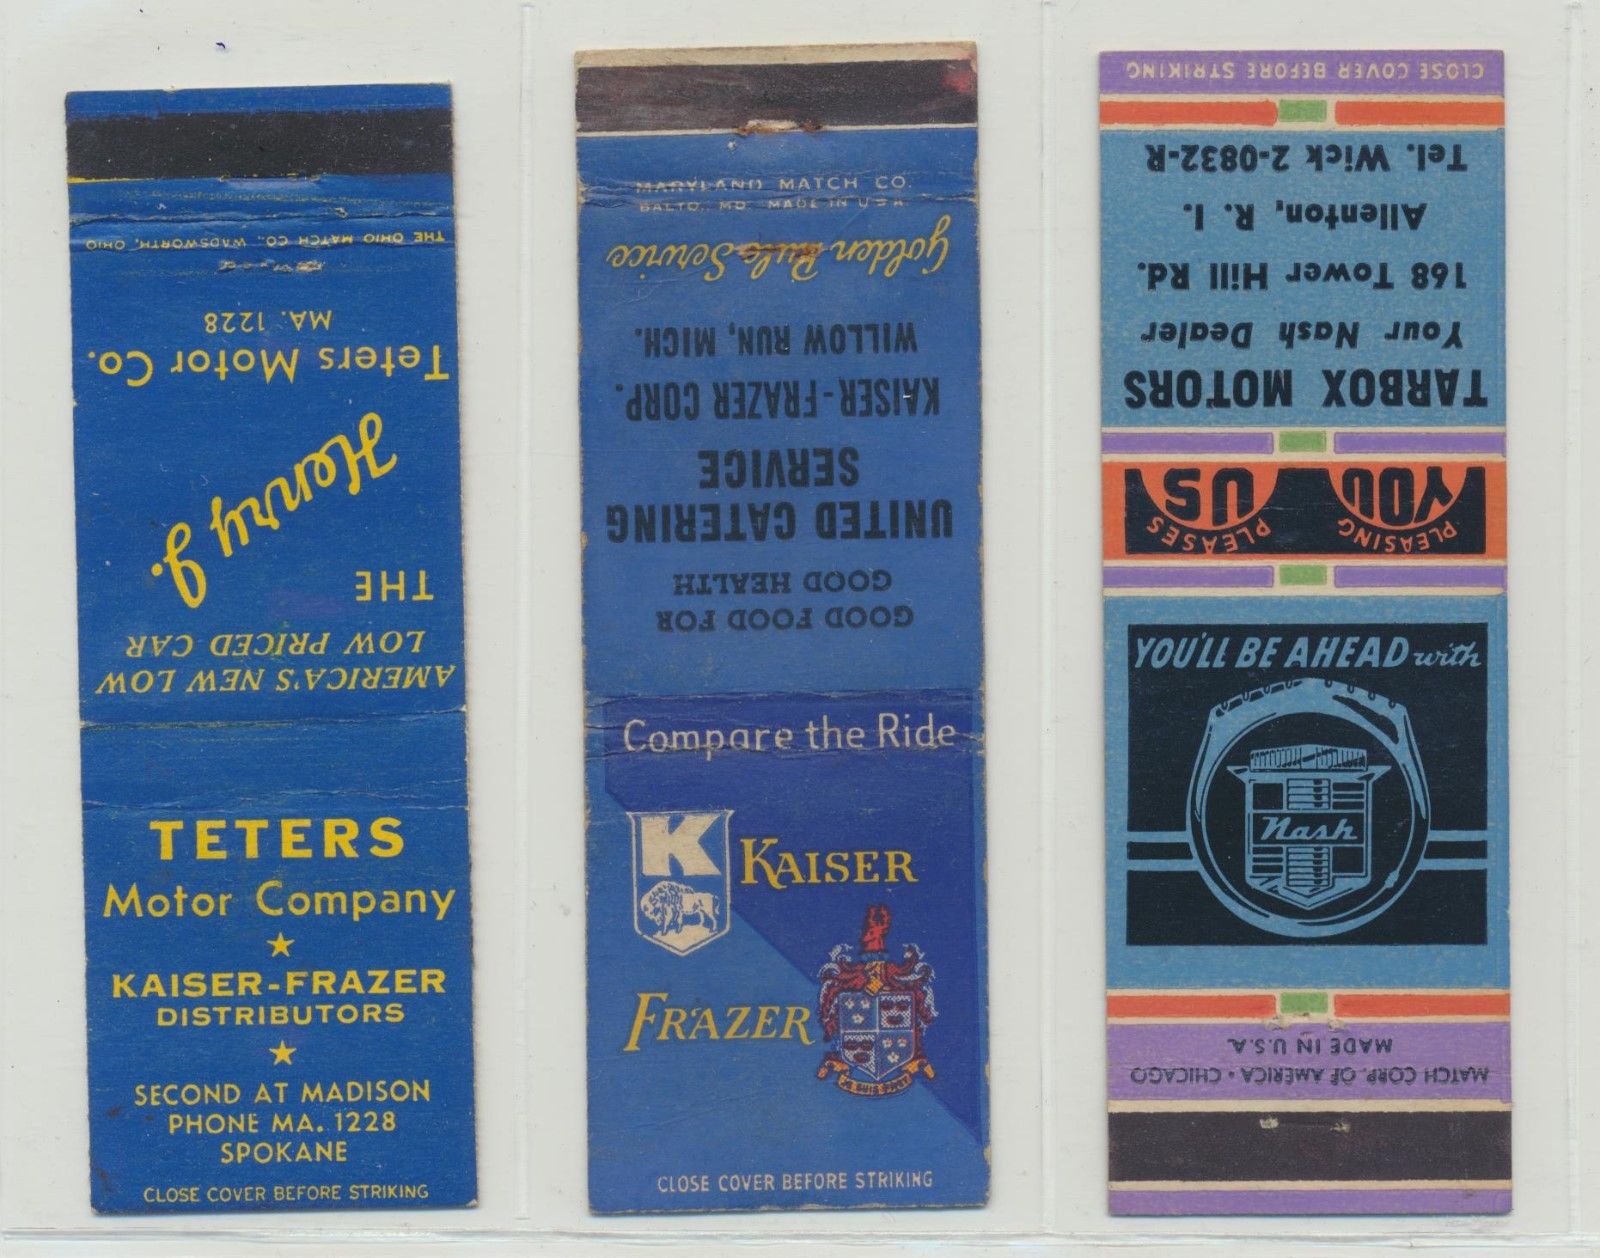 THE OHIO MATCH CO. WADSWORTH, OHIO
MA. 1228
Teters Motor Co.
Henry J.
THE
LOW PRICED CAR
AMERICA'S NEW LOW
TETERS
Motor Company
KAISER-FRAZER
DISTRIBUTORS
SECOND AT MADISON
PHONE MA. 1228
SPOKANE
CLOSE COVER BEFORE STRIKING
MARYLAND MATCH CO.
BALTO., MD. MADE IN U S A
Golden Rule Service
WILLOW RUN, MICH.
KAISER-FRAZER CORP.
SERVICE
UNITED CATERING
GOOD HEALTH
GOOD FOOD FOR
Compare the Ride
K
KAISER
FRAZER
JE SUIS PRET
CLOSE COVER BEFORE STRIKING
CLOSE COVER BEFORE STRIKING
Tel. Wick 2-0832-R
Allenton, R. I.
168 Tower Hill Rd.
Your Nash Dealer
TARBOX MOTORS
PLEASING YOU
PLEASES US
YOU'LL BE AHEAD with
Nash
MADE IN U.S.A.
MATCH CORP. OF AMERICA • CHICAGO